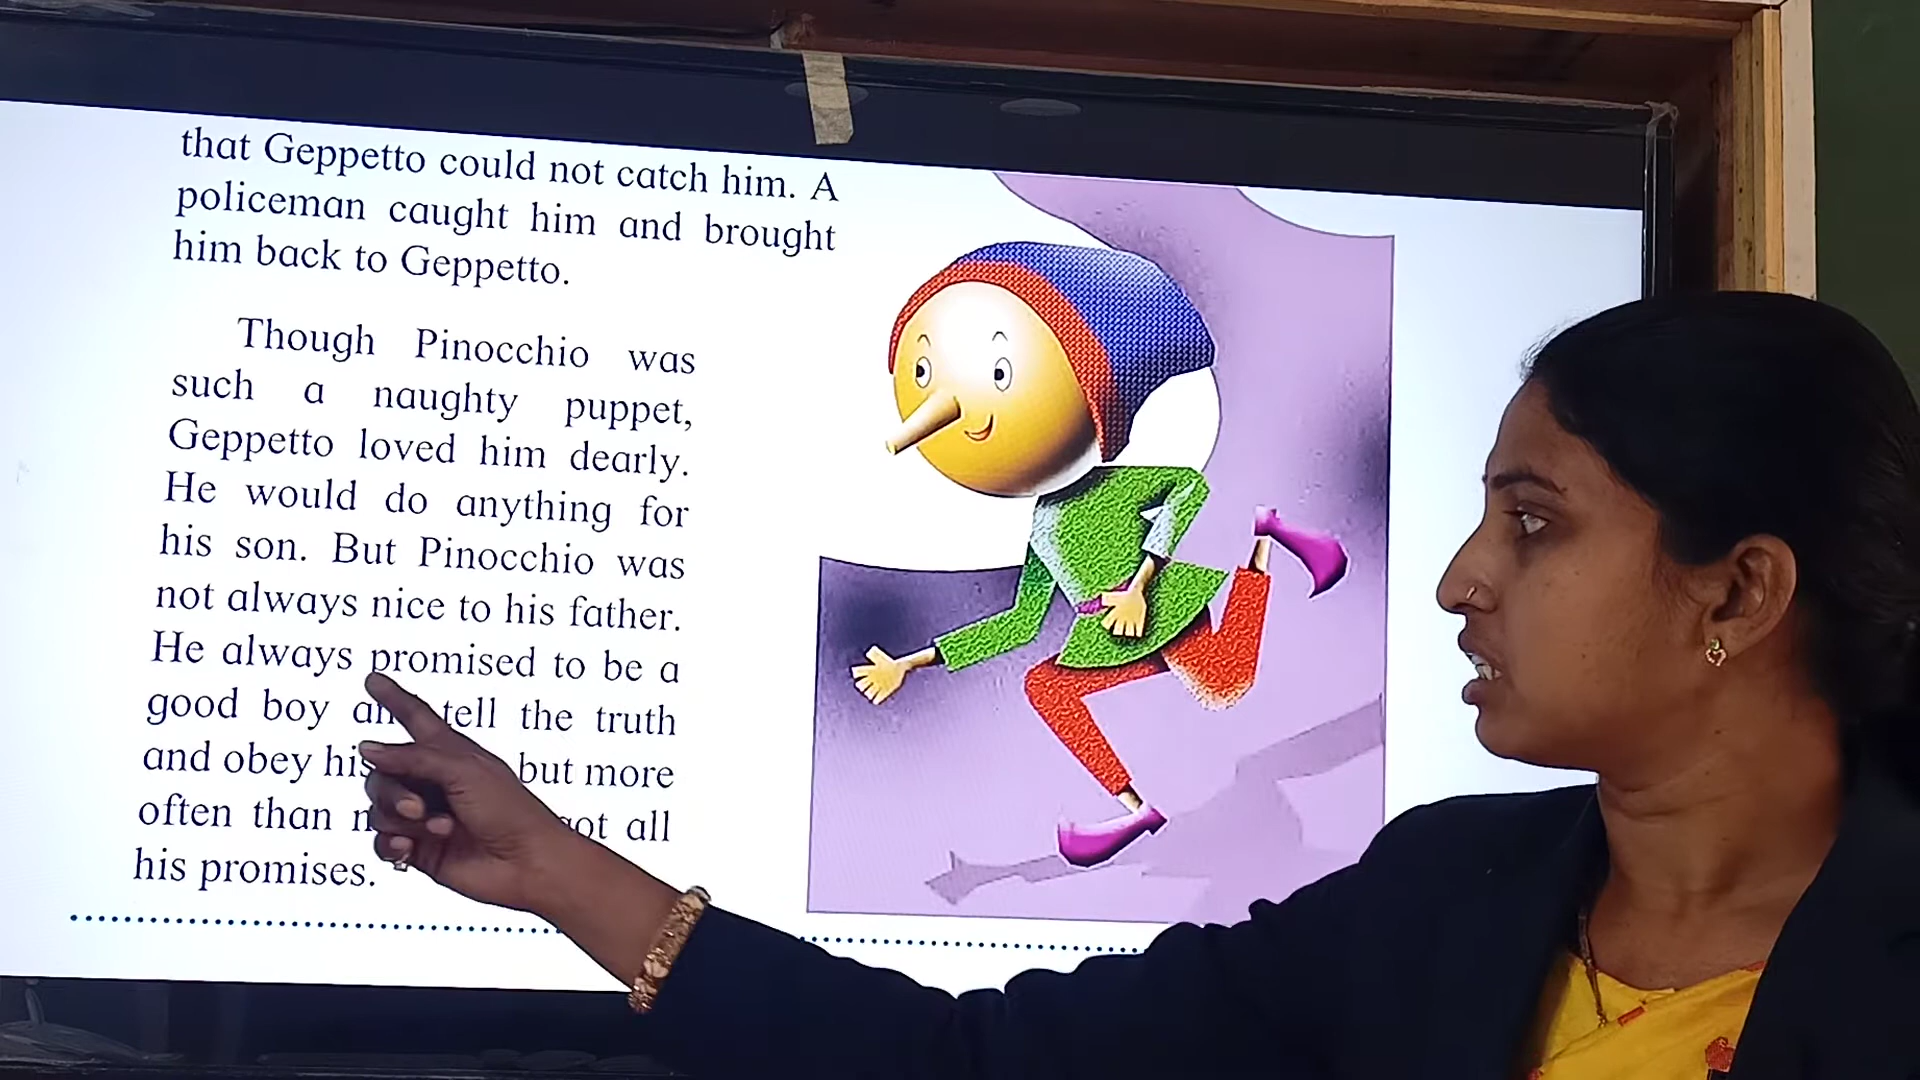 that Geppetto could not catch him. A
policeman caught him and brought
him back to Geppetto.
Though Pinocchio was
such a naughty puppet,
Geppetto loved him dearly.
He would do anything for
his son. But Pinocchio was
not always nice to his father.
He always promised to be a
good boy and tell the truth
and obey his but more
often than all
his promises.